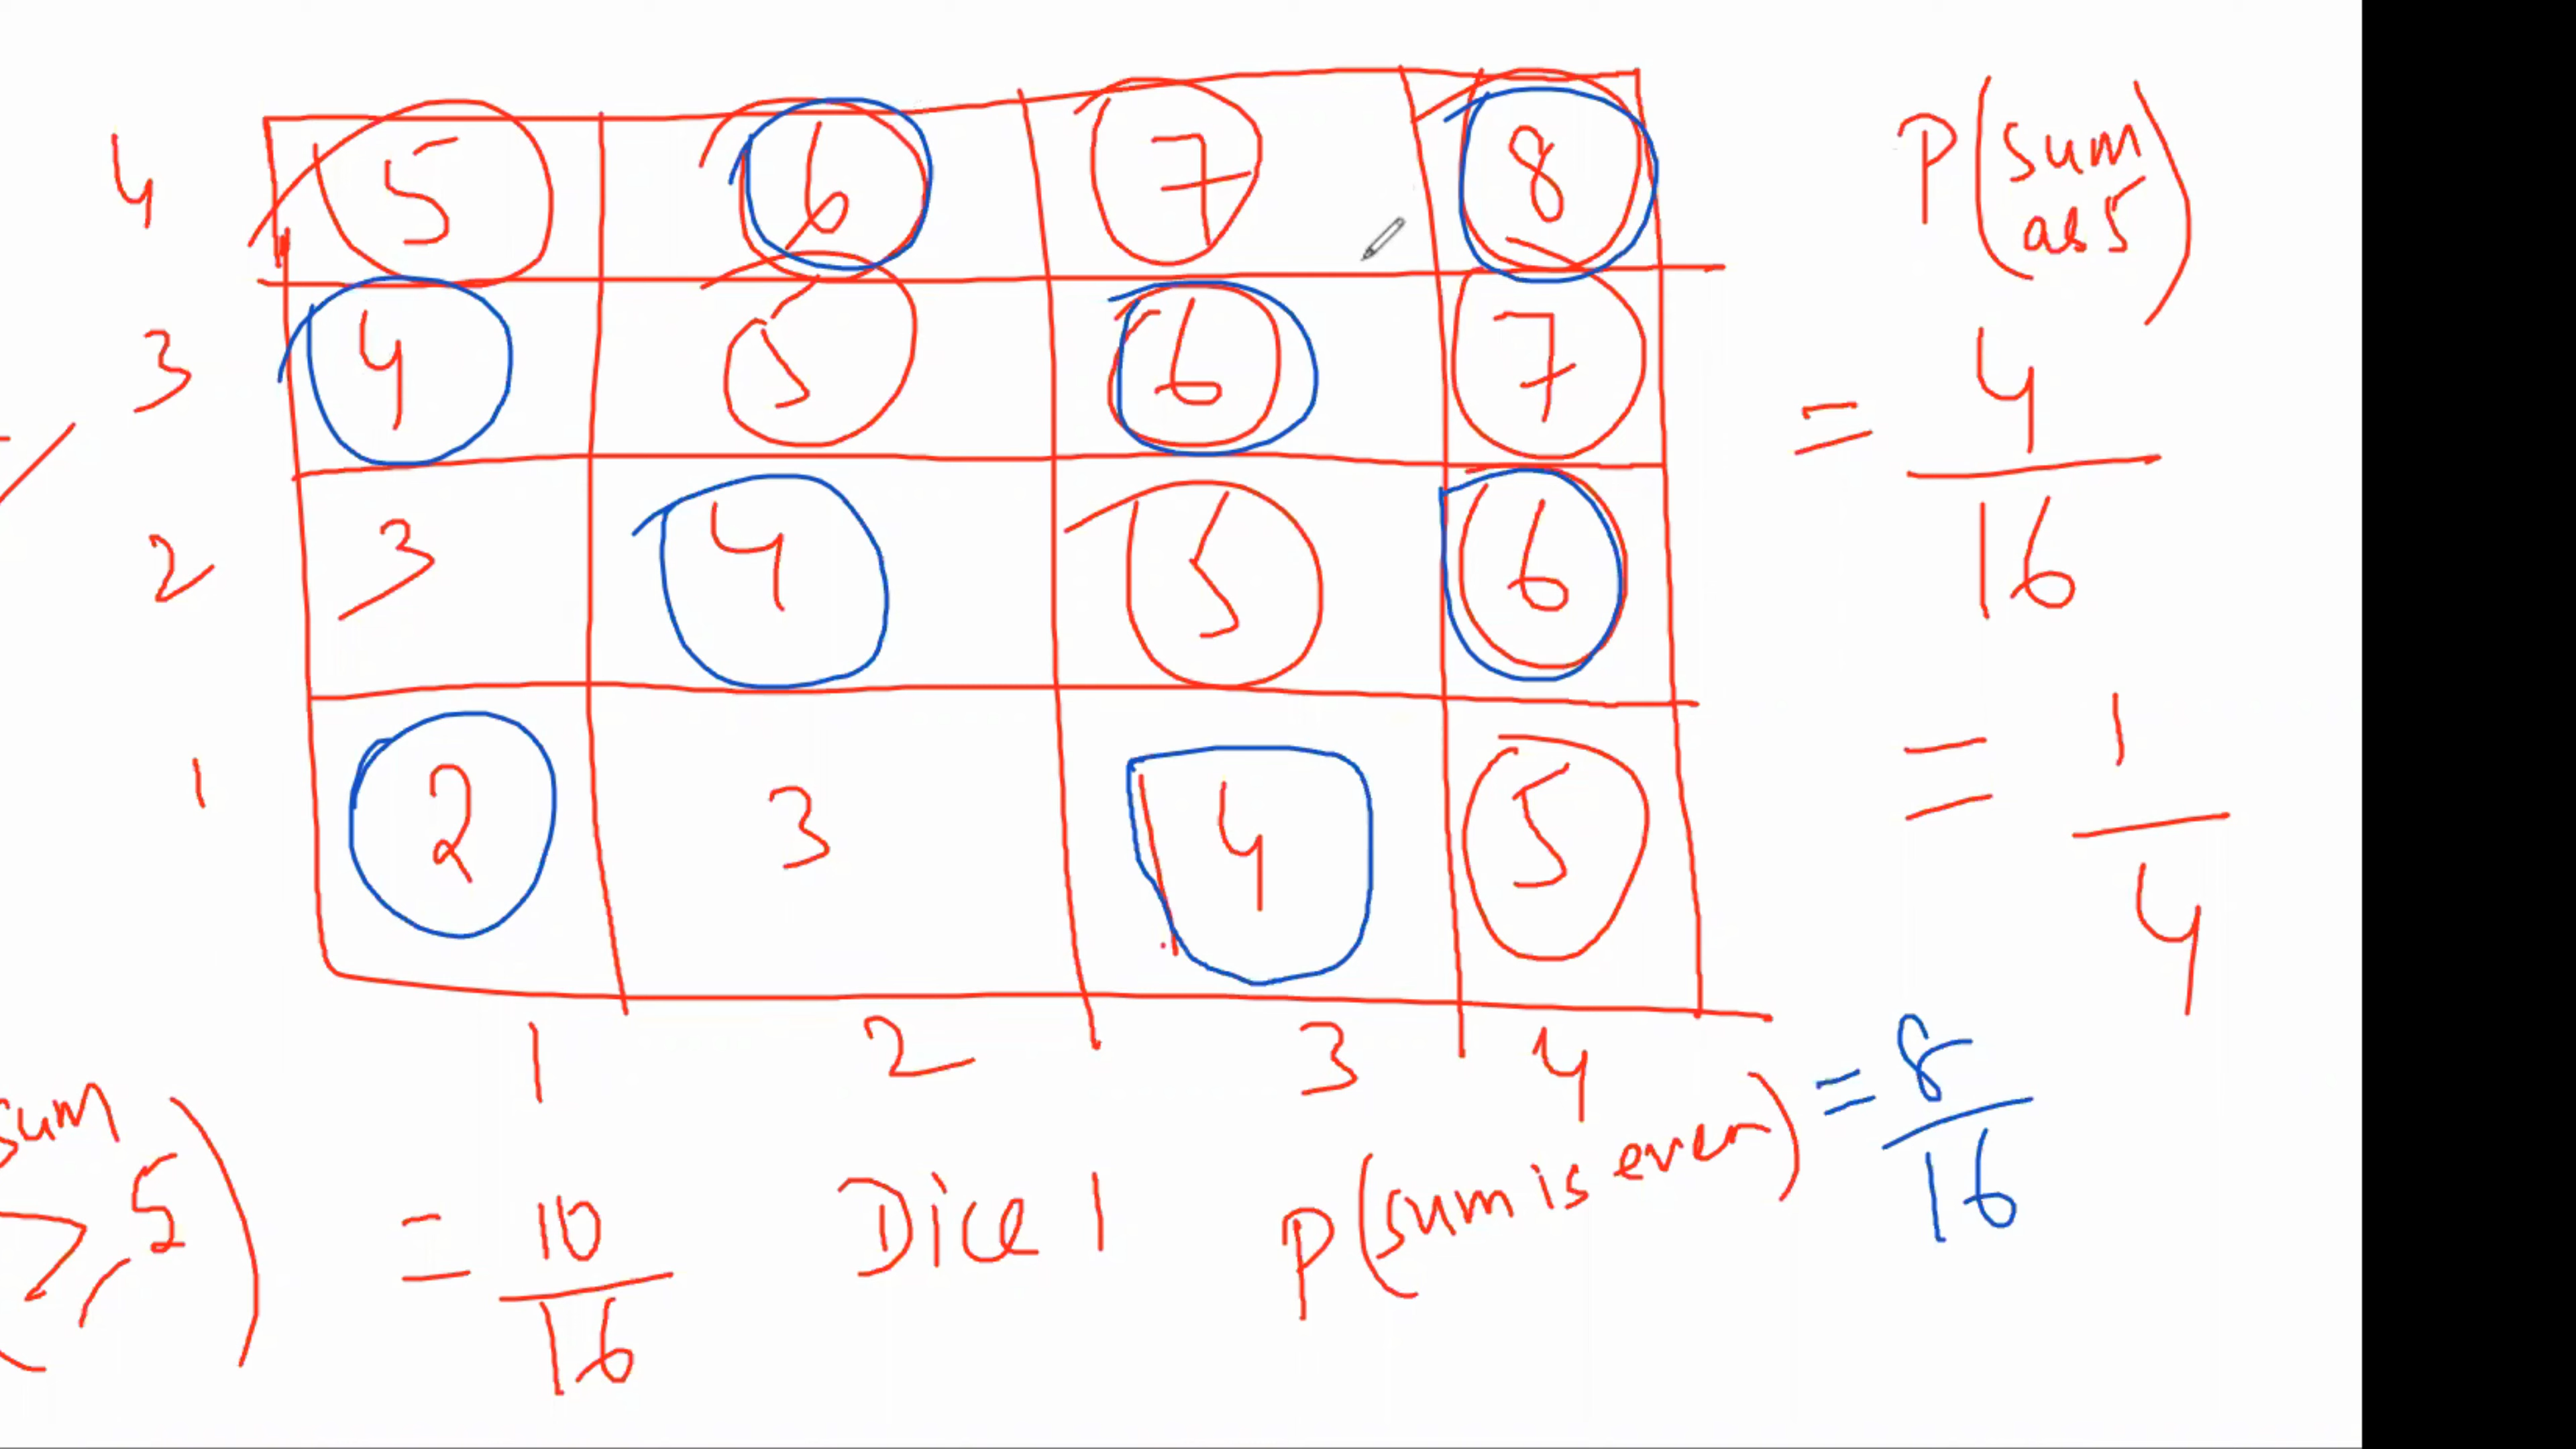 4 5 6 7 8
3 4 5 6 7
2 3 4 5 6
1 2 3 4 5
1 2 3 4
P(sum
as 5)
= 4
16
= 1
4
sum
≥ 5) = 10
16
Dice 1
P(sum is even) = 8
16